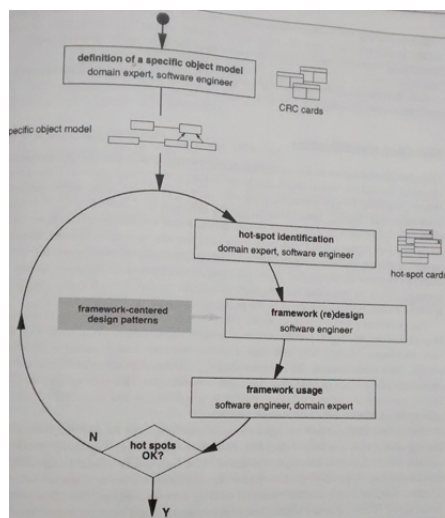 definition of a specific object model
domain expert, software engineer
CRC cards
pecific object model
hot-spot identification
domain expert, software engineer
hot-spot cards
framework-centered
design patterns
framework (re)design
software engineer
framework usage
software engineer, domain expert
N
hot spots
OK?
Y